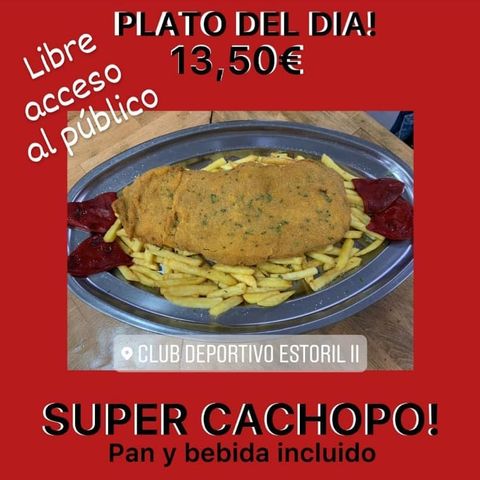 PLATO DEL DIA!
13,50€
Libre
acceso
al público
CLUB DEPORTIVO ESTORIL II
SUPER CACHOPO!
Pan y bebida incluido